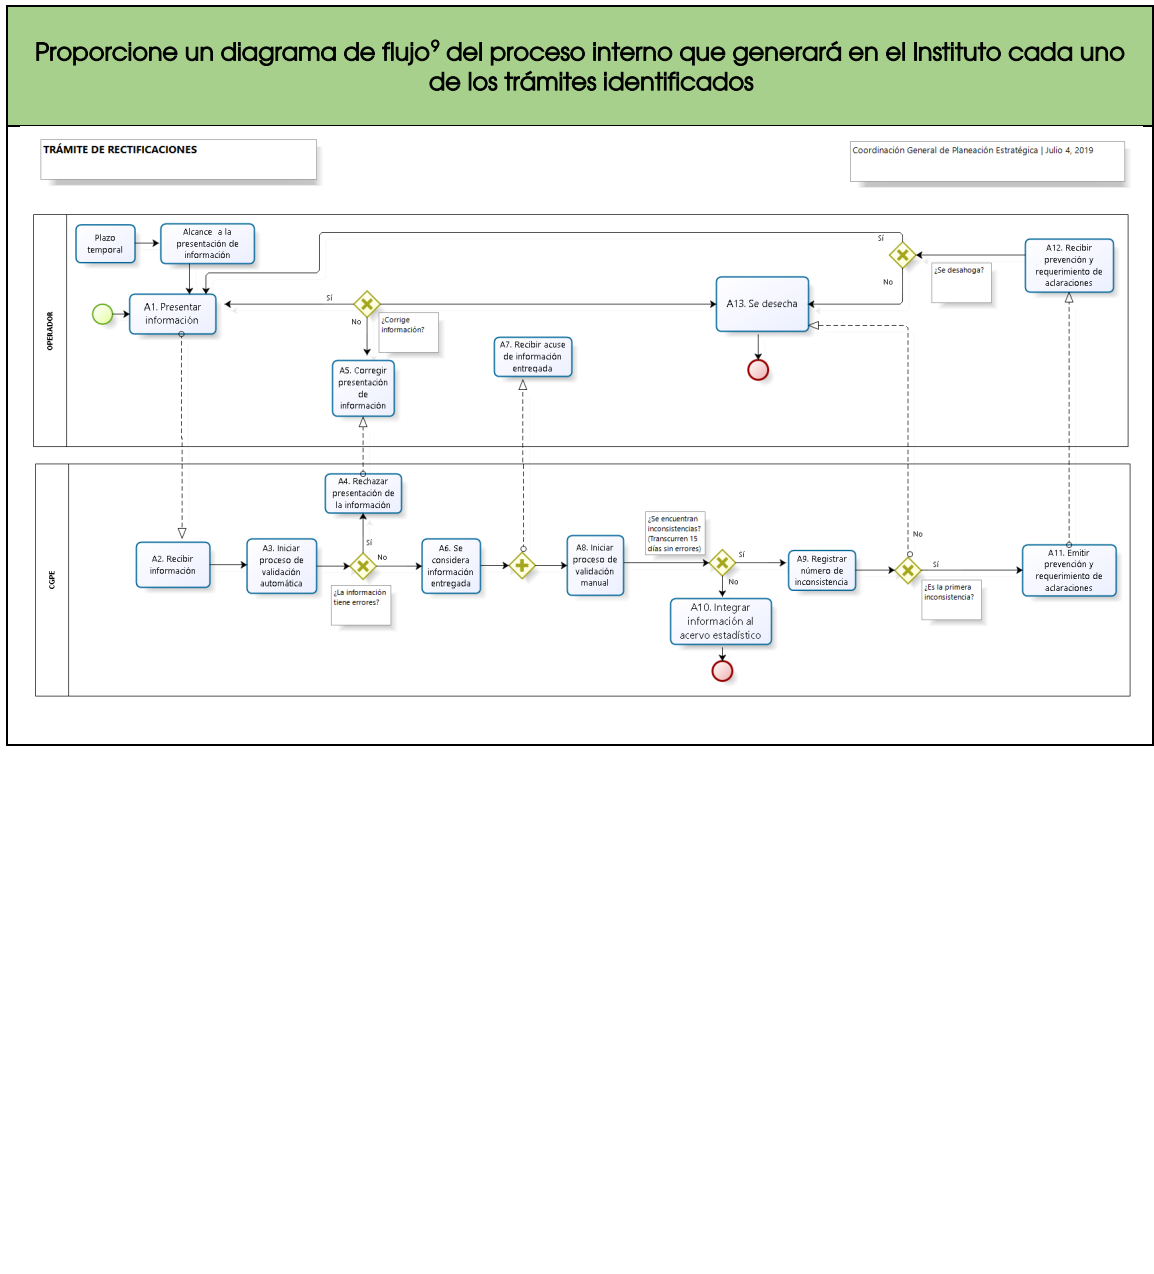 Proporcione un diagrama de flujo⁹ del proceso interno que generará en el Instituto cada uno
de los trámites identificados
TRÁMITE DE RECTIFICACIONES
Coordinación General de Planeación Estratégica | Julio 4, 2019
OPERADOR
Plazo
temporal
Alcance a la
presentación de
información
A1. Presentar
información
Sí
No
¿Corrige
información?
A5. Corregir
presentación
de
información
A7. Recibir acuse
de información
entregada
A13. Se desecha
Sí
No
¿Se desahoga?
A12. Recibir
prevención y
requerimiento de
aclaraciones
CGPE
A2. Recibir
información
A3. Iniciar
proceso de
validación
automática
A4. Rechazar
presentación de
la información
Sí
No
¿La información
tiene errores?
A6. Se
considera
información
entregada
A8. Iniciar
proceso de
validación
manual
¿Se encuentran
inconsistencias?
(Transcurren 15
días sin errores)
Sí
No
A10. Integrar
información al
acervo estadístico
A9. Registrar
número de
inconsistencia
No
Sí
¿Es la primera
inconsistencia?
A11. Emitir
prevención y
requerimiento de
aclaraciones